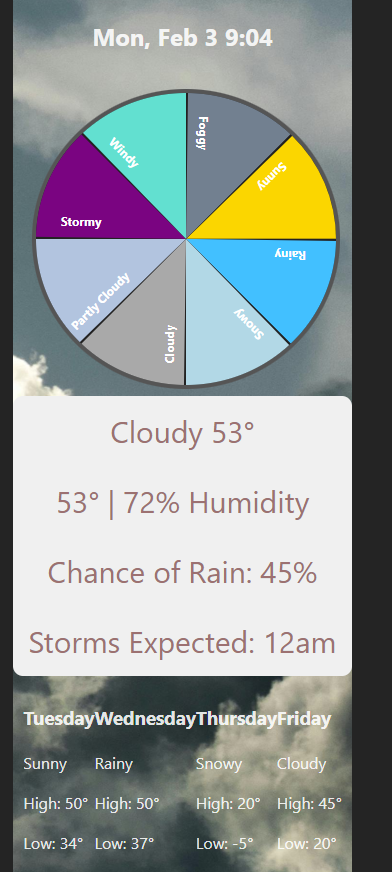 Mon, Feb 3 9:04
Foggy
Sunny
Rainy
Snowy
Cloudy
Partly Cloudy
Stormy
Windy
Cloudy 53°
53° | 72% Humidity
Chance of Rain: 45%
Storms Expected: 12am
Tuesday Wednesday Thursday Friday
Sunny Rainy Snowy Cloudy
High: 50° High: 50° High: 20° High: 45°
Low: 34° Low: 37° Low: -5° Low: 20°